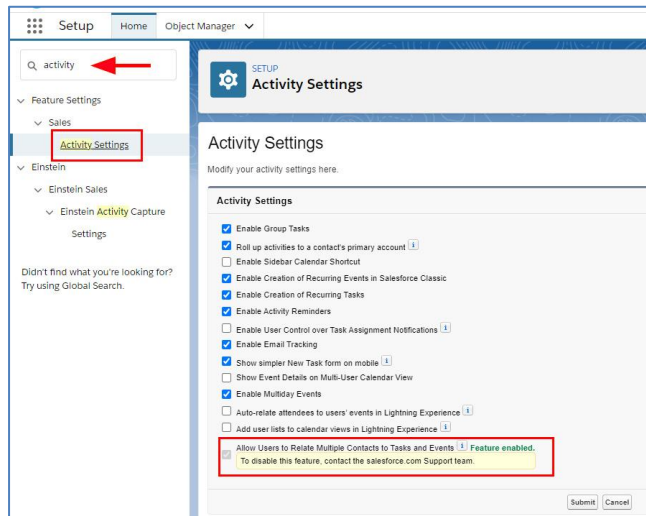 Setup
Home
Object Manager
activity
Feature Settings
Sales
Activity Settings
Einstein
Einstein Sales
Einstein Activity Capture
Settings
Didn't find what you're looking for?
Try using Global Search.
SETUP
Activity Settings
Activity Settings
Modify your activity settings here.
Activity Settings
Enable Group Tasks
Roll up activities to a contact's primary account i
Enable Sidebar Calendar Shortcut
Enable Creation of Recurring Events in Salesforce Classic
Enable Creation of Recurring Tasks
Enable Activity Reminders
Enable User Control over Task Assignment Notifications i
Enable Email Tracking
Show simpler New Task form on mobile i
Show Event Details on Multi-User Calendar View
Enable Multiday Events
Auto-relate attendees to users' events in Lightning Experience i
Add user lists to calendar views in Lightning Experience i
Allow Users to Relate Multiple Contacts to Tasks and Events i Feature enabled.
To disable this feature, contact the salesforce.com Support team.
Submit Cancel